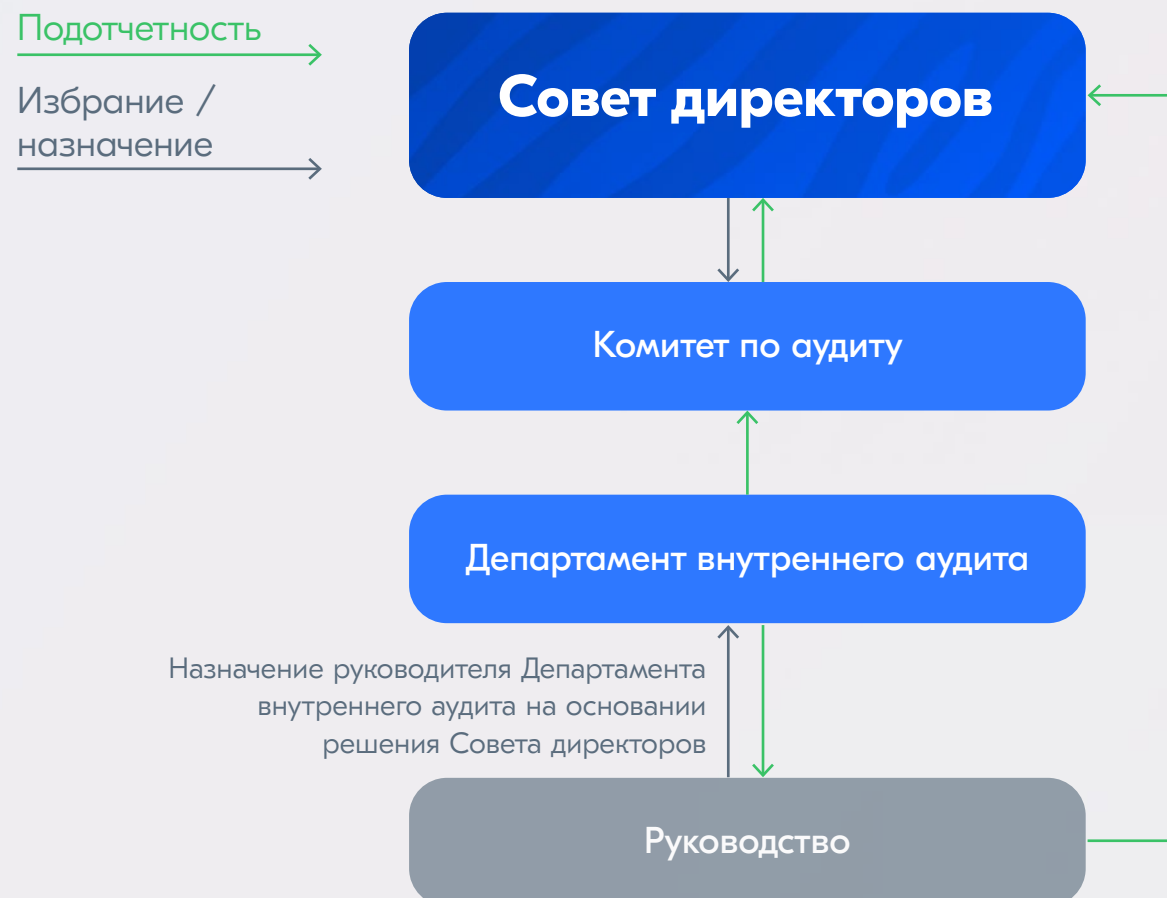 Подотчетность
Избрание /
назначение
Совет директоров
Комитет по аудиту
Департамент внутреннего аудита
Назначение руководителя Департамента
внутреннего аудита на основании
решения Совета директоров
Руководство